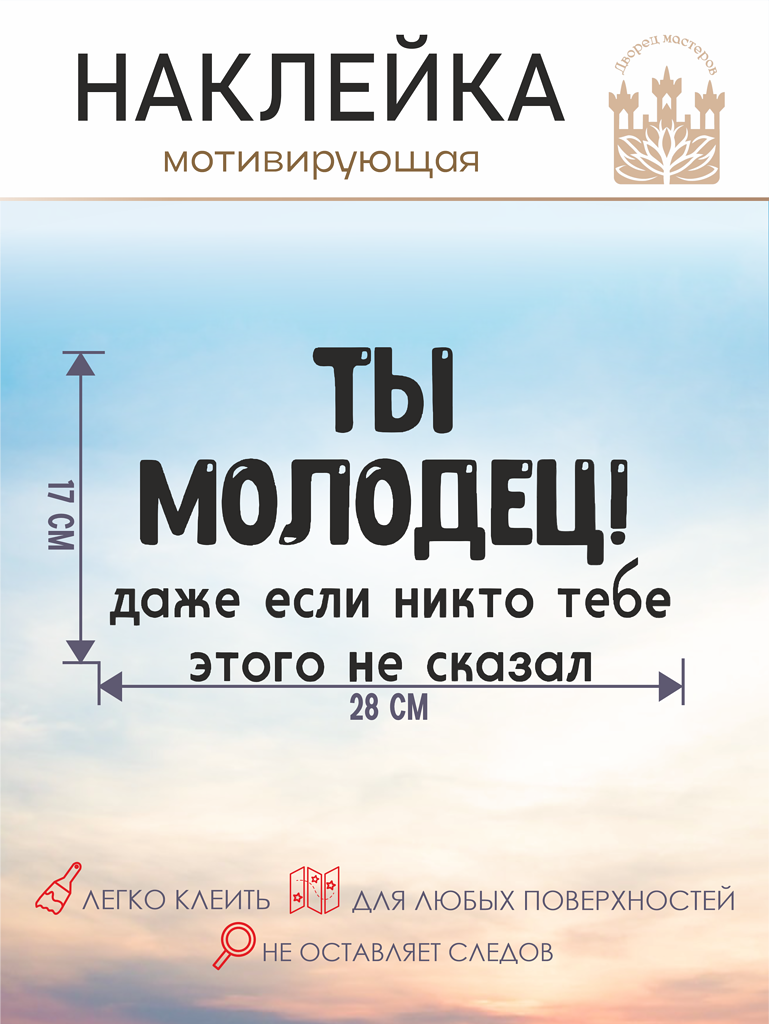 НАКЛЕЙКА
мотивирующая
Дворец мастеров
ТЫ
МОЛОДЕЦ!
даже если никто тебе
этого не сказал
17 СМ
28 СМ
ЛЕГКО КЛЕИТЬ
ДЛЯ ЛЮБЫХ ПОВЕРХНОСТЕЙ
НЕ ОСТАВЛЯЕТ СЛЕДОВ